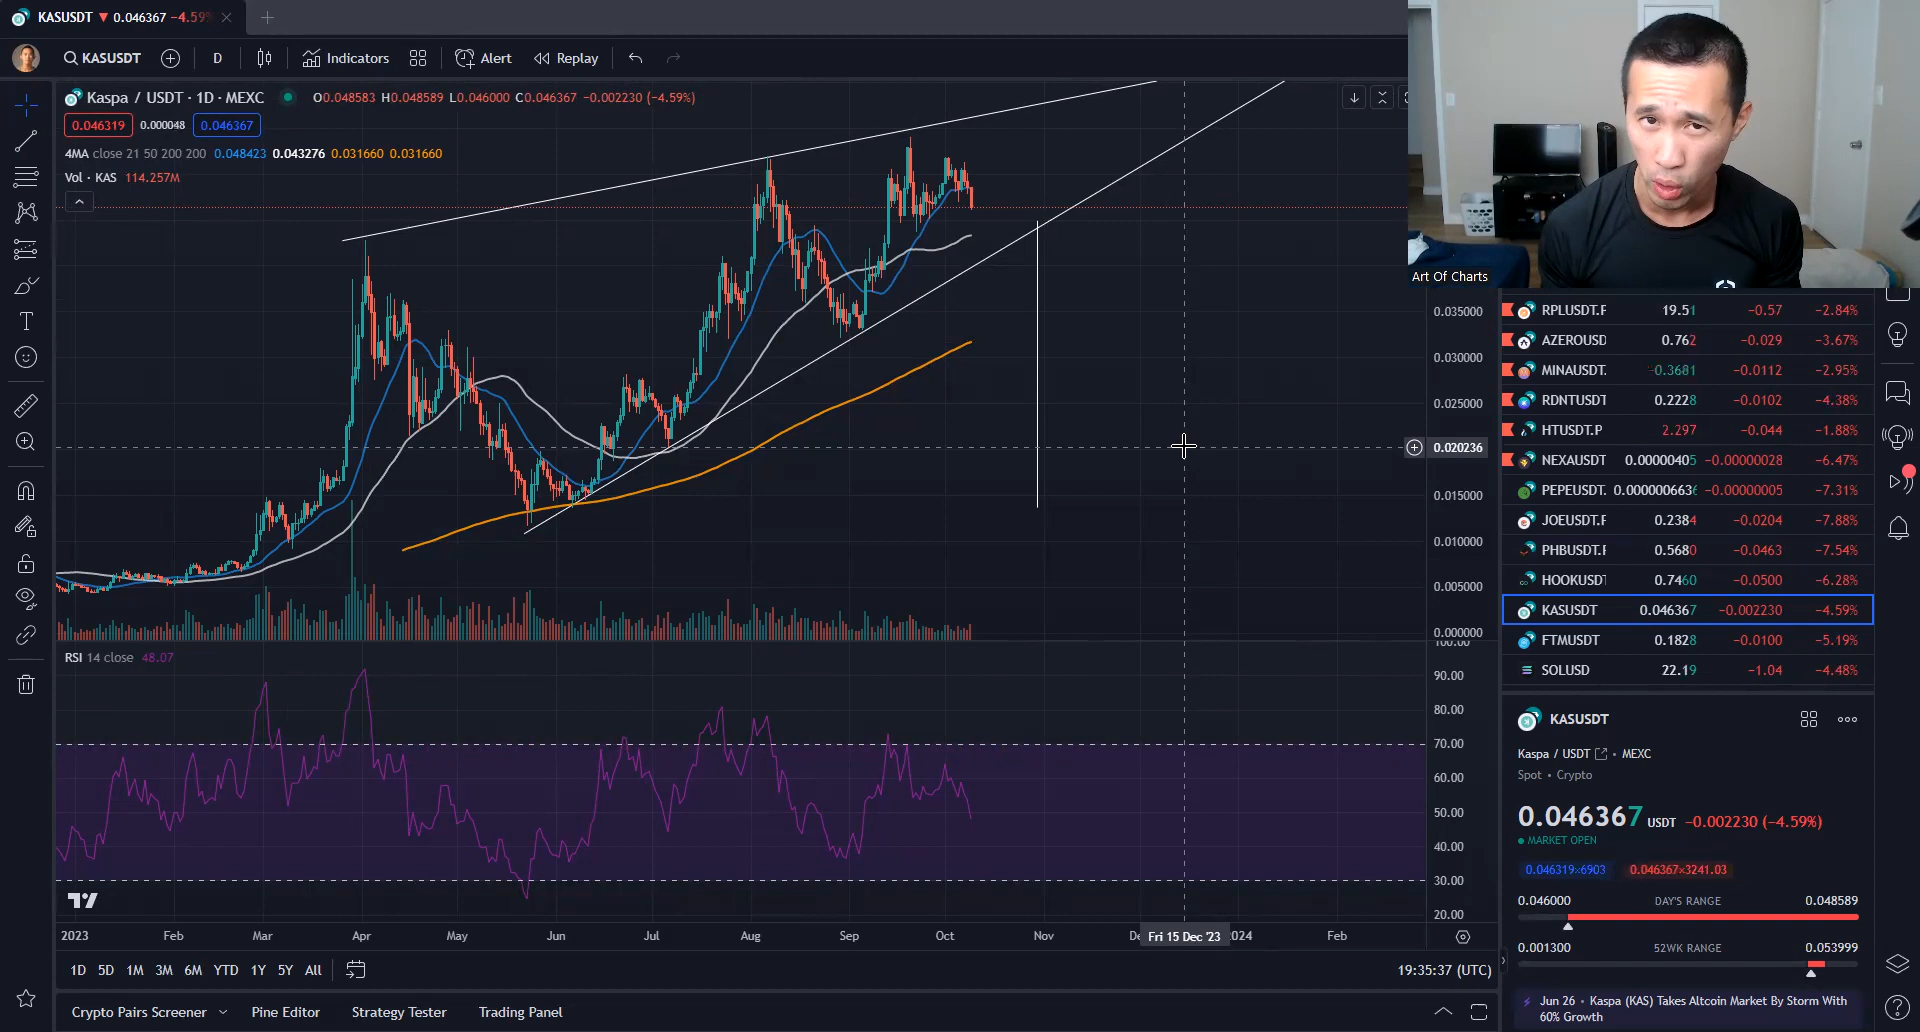 KASUSDT ▼ 0.046367 −4.59%
KASUSDT D Indicators Alert Replay
Kaspa / USDT · 1D · MEXC O0.048583 H0.048589 L0.046000 C0.046367 −0.002230 (−4.59%)
0.046319 0.000048 0.046367
4MA close 21 50 200 200 0.048423 0.043276 0.031660 0.031660
Vol · KAS 114.257M
Art Of Charts
0.035000
0.030000
0.025000
0.020236
0.015000
0.010000
0.005000
0.000000
RSI 14 close 48.07
100.00
90.00
80.00
70.00
60.00
50.00
40.00
30.00
20.00
2023 Feb Mar Apr May Jun Jul Aug Sep Oct Nov Fri 15 Dec '23 2024 Feb
1D 5D 1M 3M 6M YTD 1Y 5Y All
19:35:37 (UTC)
Crypto Pairs Screener Pine Editor Strategy Tester Trading Panel
RPLUSDT.P 19.51 −0.57 −2.84%
AZEROUSD 0.762 −0.029 −3.67%
MINAUSDT. 0.3681 −0.0112 −2.95%
RDNTUSDT 0.2228 −0.0102 −4.38%
HTUSDT.P 2.297 −0.044 −1.88%
NEXAUSDT 0.00000405 −0.00000028 −6.47%
PEPEUSDT. 0.000000636 −0.00000005 −7.31%
JOEUSDT.P 0.2384 −0.0204 −7.88%
PHBUSDT.P 0.5680 −0.0463 −7.54%
HOOKUSDT 0.7460 −0.0500 −6.28%
KASUSDT 0.046367 −0.002230 −4.59%
FTMUSDT 0.1828 −0.0100 −5.19%
SOLUSD 22.19 −1.04 −4.48%
KASUSDT
Kaspa / USDT • MEXC
Spot • Crypto
0.046367 USDT −0.002230 (−4.59%)
MARKET OPEN
0.046319×6903 0.046367×3241.03
0.046000 DAY'S RANGE 0.048589
0.001300 52WK RANGE 0.053999
Jun 26 • Kaspa (KAS) Takes Altcoin Market By Storm With
60% Growth